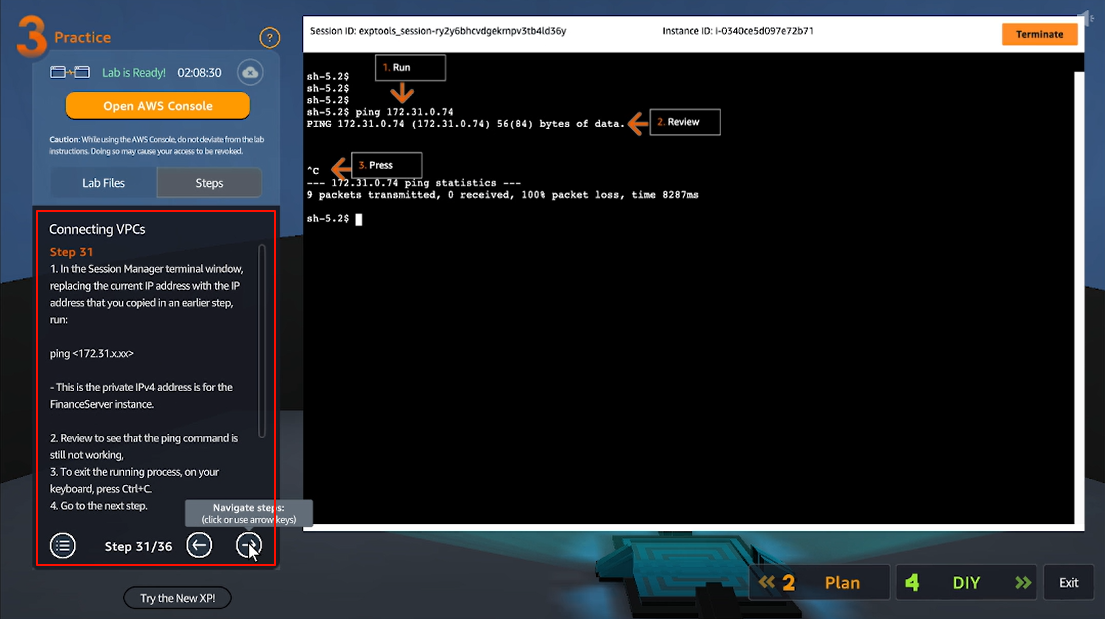 3 Practice
?
Lab is Ready! 02:08:30
Open AWS Console
Caution: While using the AWS Console, do not deviate from the lab
instructions. Doing so may cause your access to be revoked.
Lab Files
Steps
Connecting VPCs
Step 31
1. In the Session Manager terminal window,
replacing the current IP address with the IP
address that you copied in an earlier step,
run:
ping <172.31.x.xx>
- This is the private IPv4 address is for the
FinanceServer instance.
2. Review to see that the ping command is
still not working,
3. To exit the running process, on your
keyboard, press Ctrl+C.
4. Go to the next step.
Navigate steps:
(click or use arrow keys)
Step 31/36
Try the New XP!
Session ID: exptools_session-ry2y6bhcvdgekrnpv3tb4ld36y
Instance ID: i-0340ce5d097e72b71
Terminate
1. Run
sh-5.2$
sh-5.2$
sh-5.2$
sh-5.2$ ping 172.31.0.74
PING 172.31.0.74 (172.31.0.74) 56(84) bytes of data.
2. Review
3. Press
^C
--- 172.31.0.74 ping statistics ---
9 packets transmitted, 0 received, 100% packet loss, time 8287ms
sh-5.2$
2 Plan
4 DIY
Exit